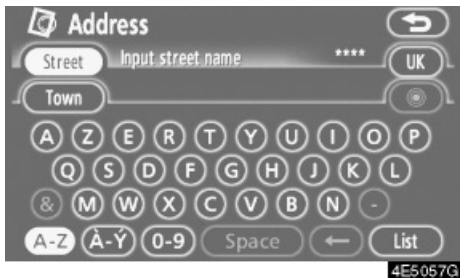 Address
Street Input street name **** UK
Town
A Z E R T Y U I O P
Q S D F G H J K L
& M W X C V B N -
A-Z À-Ý 0-9 Space ← List
4E5057G